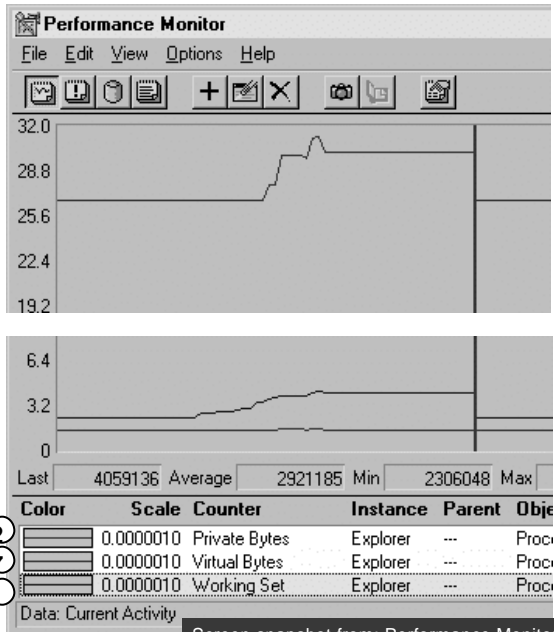 Performance Monitor
File Edit View Options Help
32.0
28.8
25.6
22.4
19.2
6.4
3.2
0
Last 4059136 Average 2921185 Min 2306048 Max
Color Scale Counter Instance Parent
0.0000010 Private Bytes Explorer ---
0.0000010 Virtual Bytes Explorer ---
0.0000010 Working Set Explorer ---
Data: Current Activity